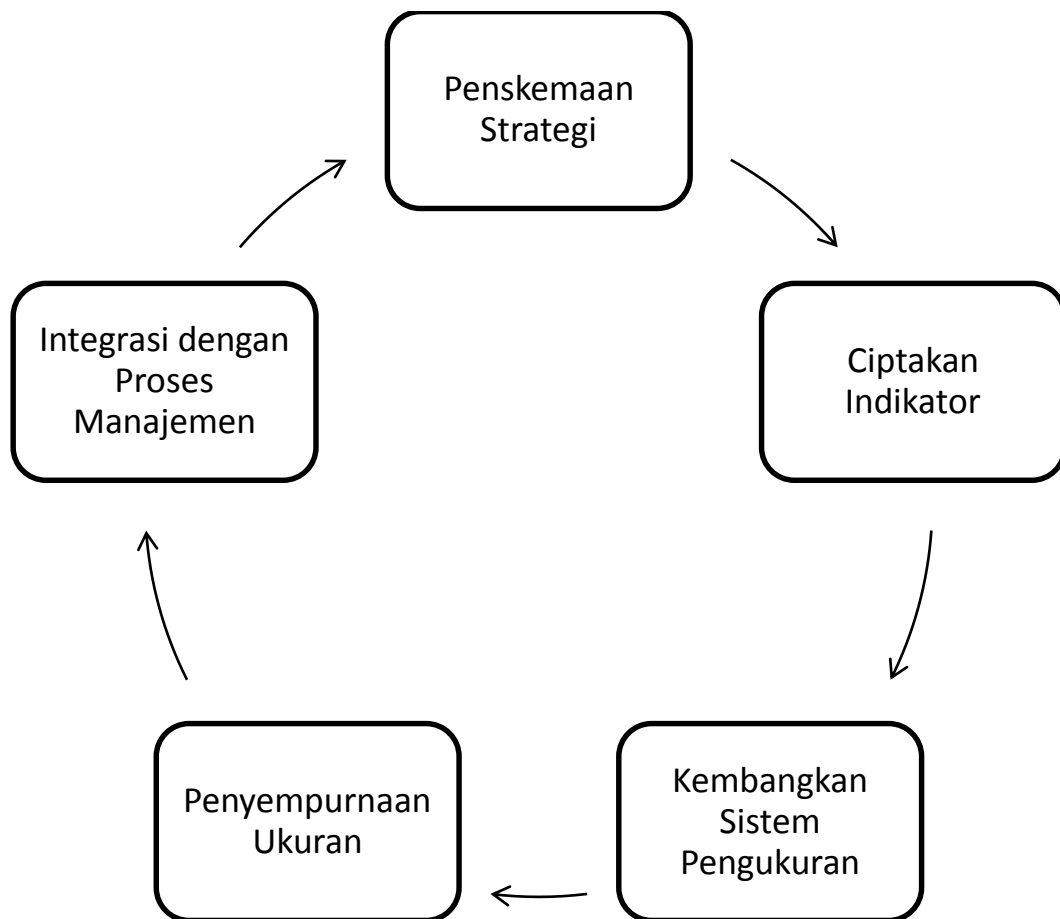 Penskemaan
Strategi
Ciptakan
Indikator
Kembangkan
Sistem
Pengukuran
Penyempurnaan
Ukuran
Integrasi dengan
Proses
Manajemen